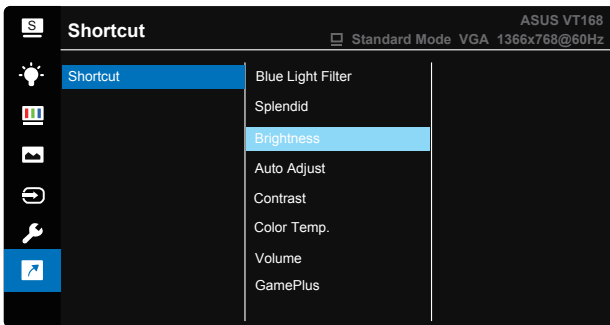 S
Shortcut
ASUS VT168
Standard Mode VGA 1366x768@60Hz
Shortcut
Blue Light Filter
Splendid
Brightness
Auto Adjust
Contrast
Color Temp.
Volume
GamePlus